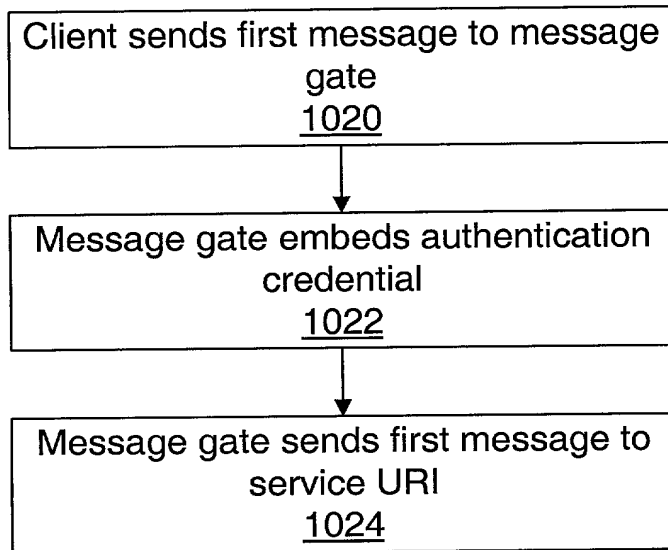 Client sends first message to message
gate
1020
Message gate embeds authentication
credential
1022
Message gate sends first message to
service URI
1024